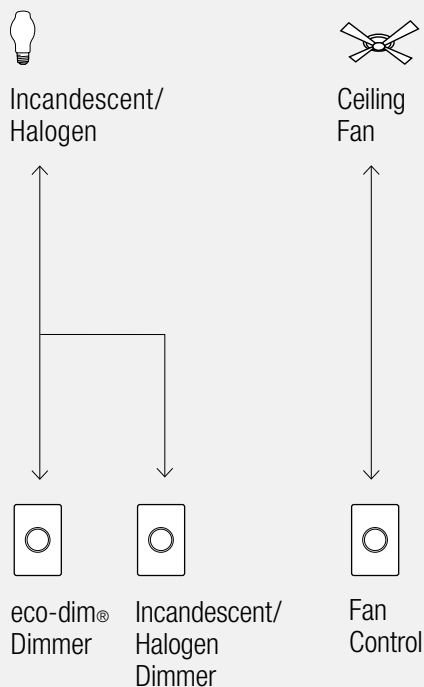 Incandescent/
Halogen
Ceiling
Fan
eco-dim®
Dimmer
Incandescent/
Halogen
Dimmer
Fan
Control